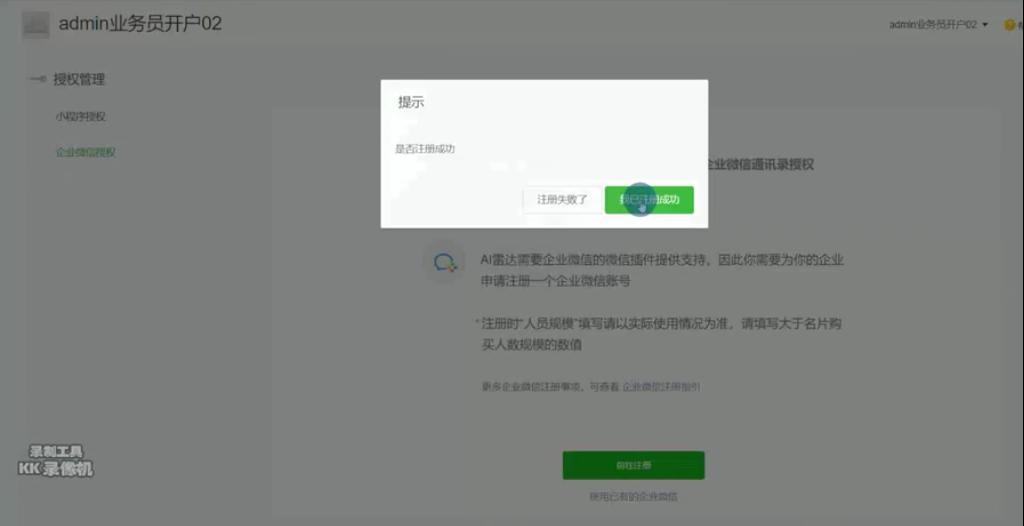 admin业务员开户02
admin业务员开户02
授权管理
小程序授权
企业微信授权
提示
是否注册成功
注册失败了
我已注册成功
企业微信通讯录授权
AI雷达需要企业微信的微信插件提供支持，因此你需要为你的企业
申请注册一个企业微信账号
*注册时“人员规模”填写请以实际使用情况为准，请填写大于名片购
买人数规模的数值
更多企业微信注册事项，可查看 企业微信注册指引
前往注册
使用已有的企业微信
录制工具
KK 录像机